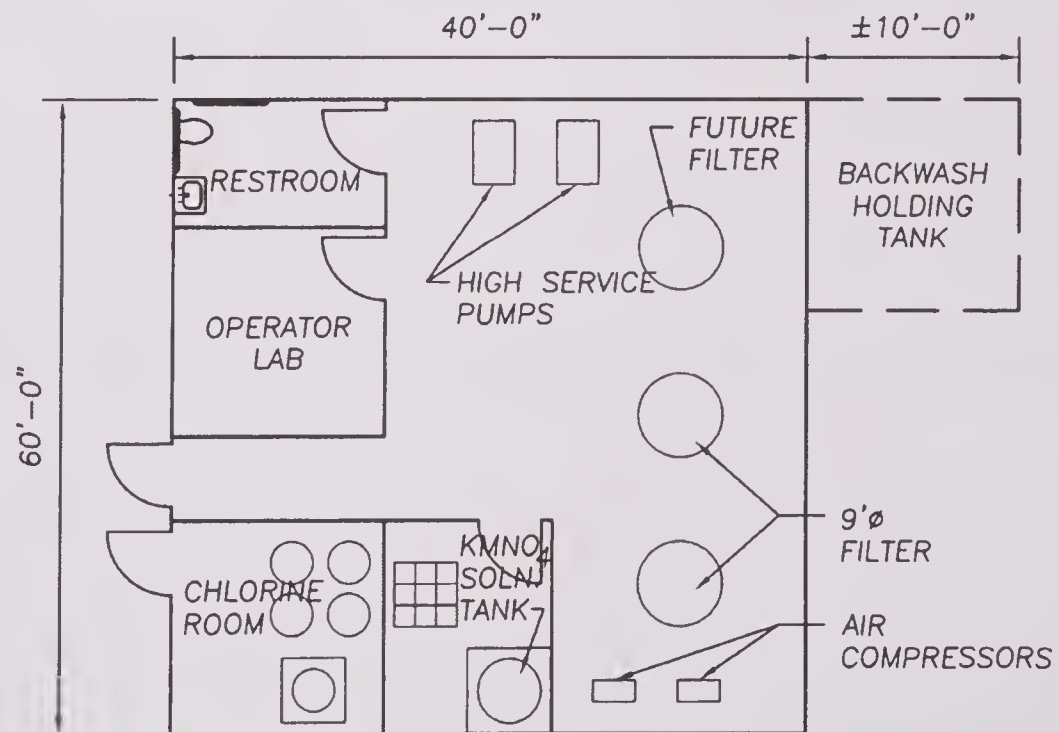 40'-0"
±10'-0"
60'-0"
RESTROOM
FUTURE
FILTER
BACKWASH
HOLDING
TANK
HIGH SERVICE
PUMPS
OPERATOR
LAB
9'ø
FILTER
KMNO4
SOLN.
TANK
CHLORINE
ROOM
AIR
COMPRESSORS